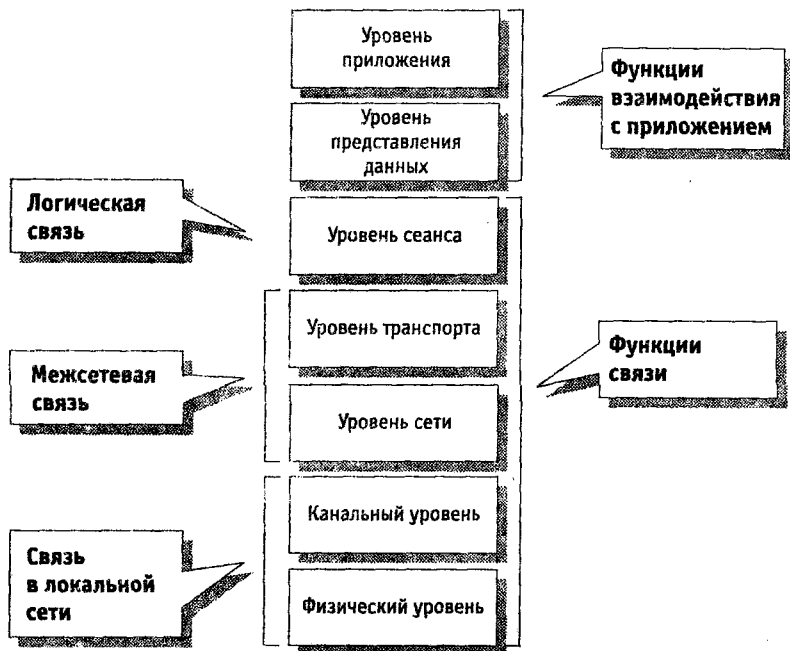 Уровень
приложения
Функции
взаимодействия
с приложением
Уровень
представления
данных
Логическая
связь
Уровень сеанса
Уровень транспорта
Функции
связи
Межсетевая
связь
Уровень сети
Канальный уровень
Связь
в локальной
сети
Физический уровень